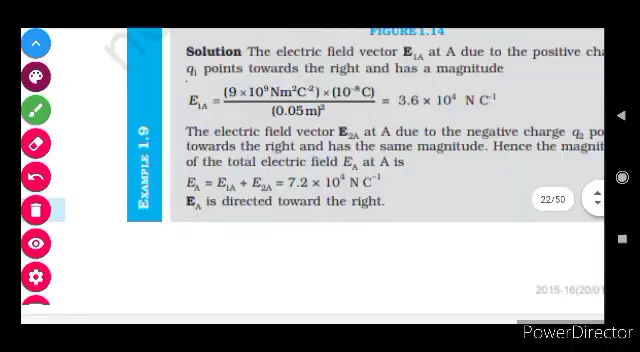 FIGURE 1.14
Solution The electric field vector E1A at A due to the positive cha
q1 points towards the right and has a magnitude
E1A = (9 × 10⁹ Nm²C⁻²) × (10⁻⁸ C) / (0.05 m)² = 3.6 × 10⁴ N C⁻¹
The electric field vector E2A at A due to the negative charge q2 po
towards the right and has the same magnitude. Hence the magnit
of the total electric field EA at A is
EA = E1A + E2A = 7.2 × 10⁴ N C⁻¹
EA is directed toward the right.
EXAMPLE 1.9
22/50
2015-16(20/01
PowerDirector